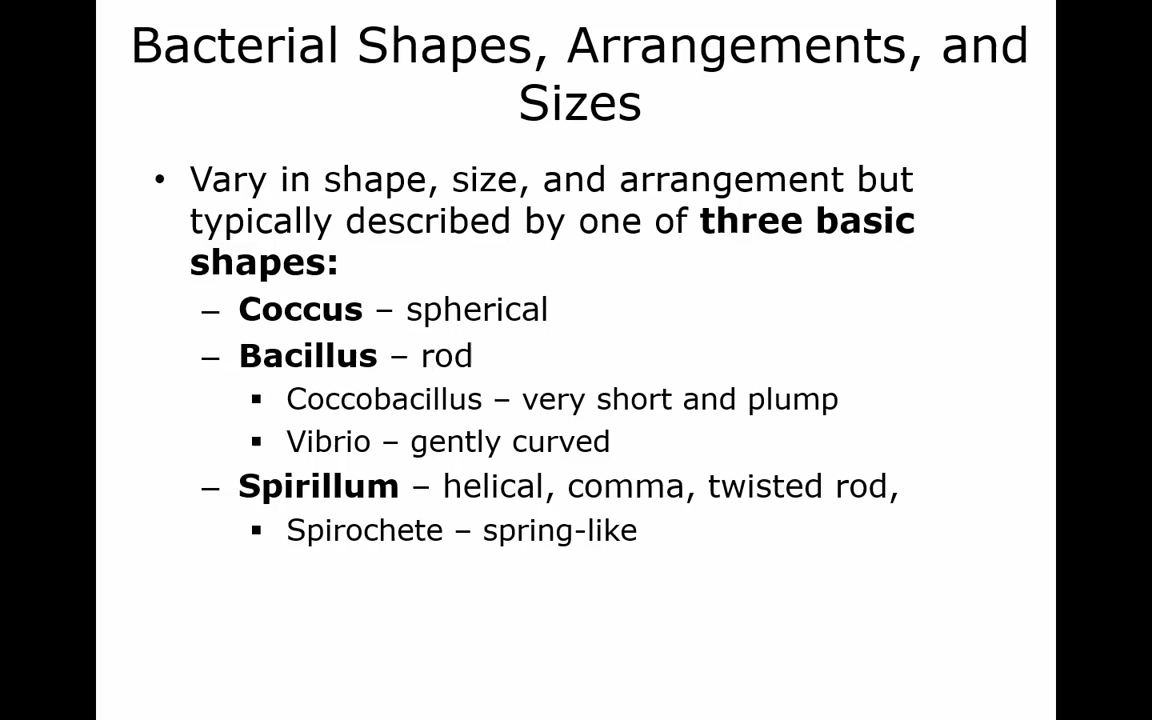 Bacterial Shapes, Arrangements, and
Sizes
• Vary in shape, size, and arrangement but
typically described by one of three basic
shapes:
– Coccus – spherical
– Bacillus – rod
▪ Coccobacillus – very short and plump
▪ Vibrio – gently curved
– Spirillum – helical, comma, twisted rod,
▪ Spirochete – spring-like